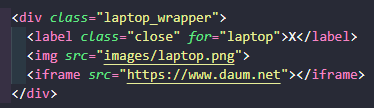 <div class="laptop_wrapper">
<label class="close" for="laptop">X</label>
<img src="images/laptop.png">
<iframe src="https://www.daum.net"></iframe>
</div>